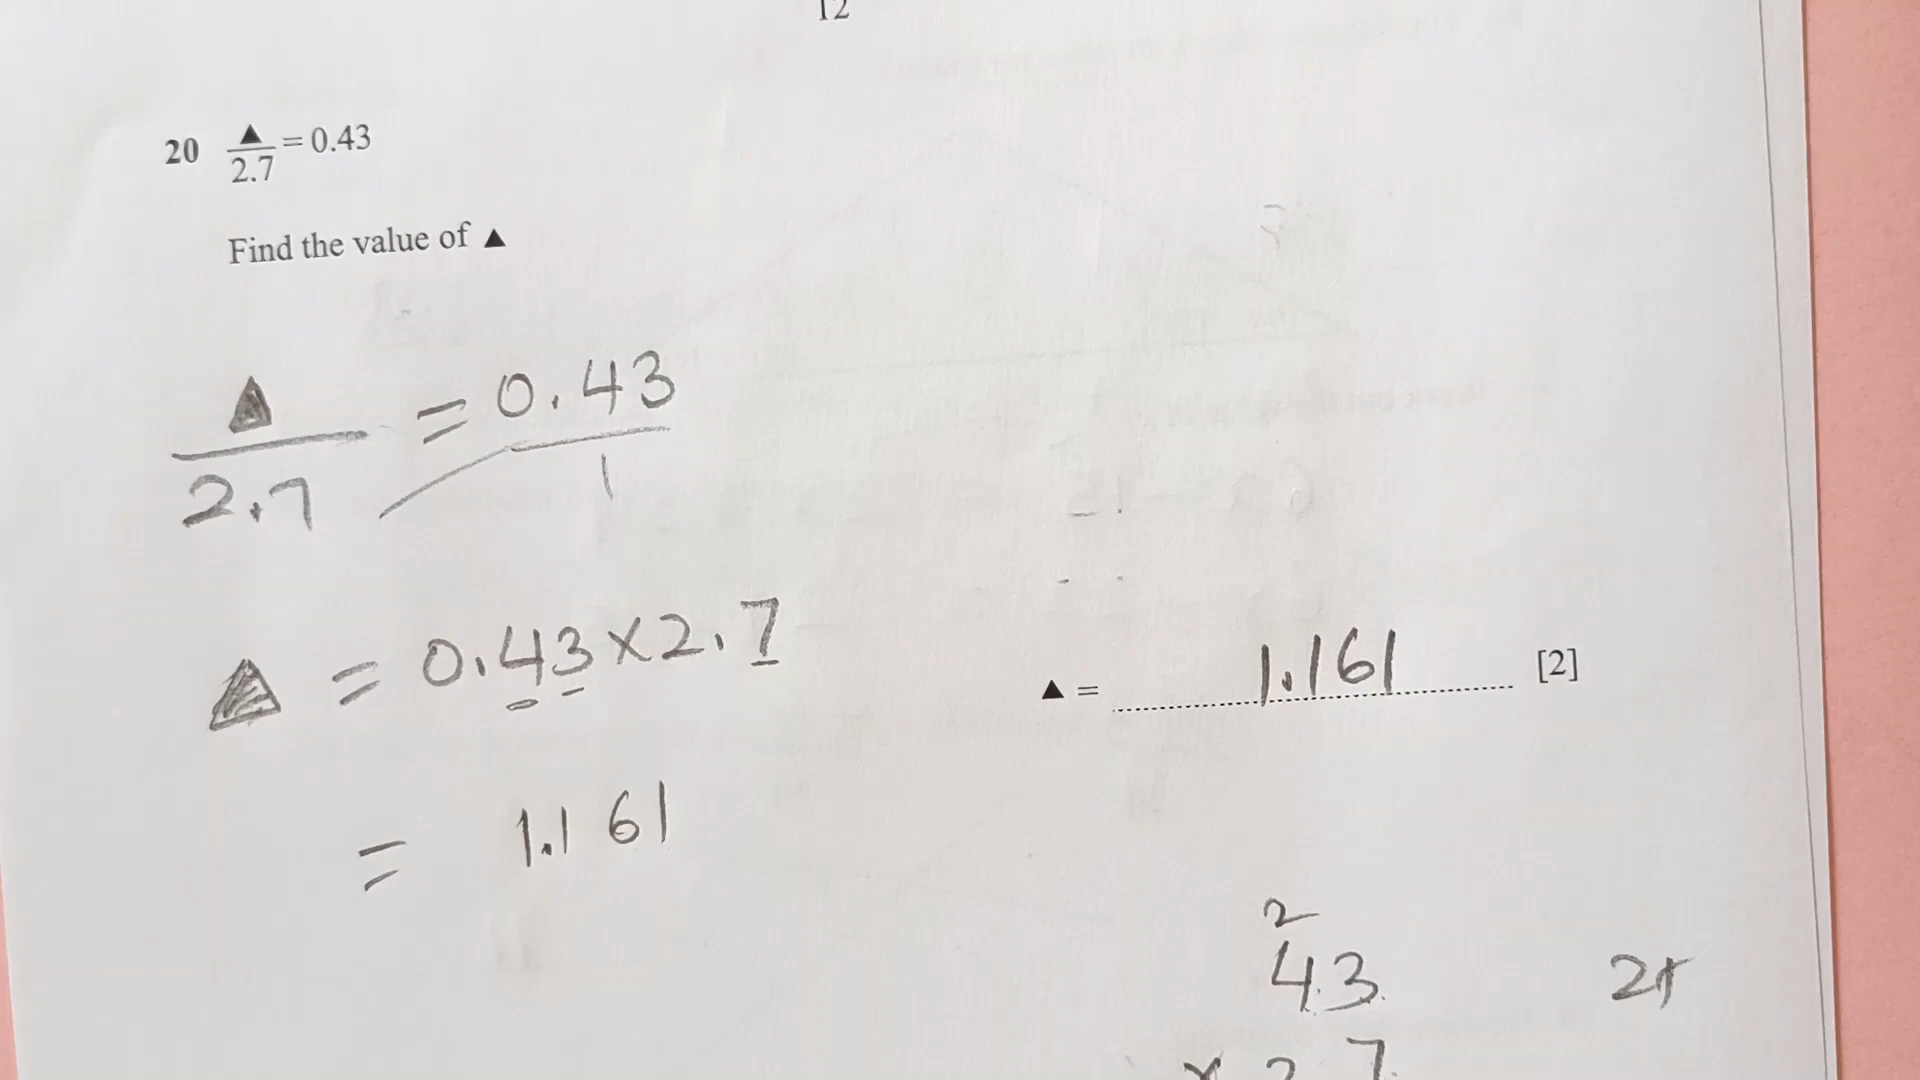 12
20 ▲/2.7 = 0.43
Find the value of ▲
▲/2.7 = 0.43/1
▲ = 0.43 × 2.7
▲ = 1.161 [2]
= 1.161
2
43
× 27